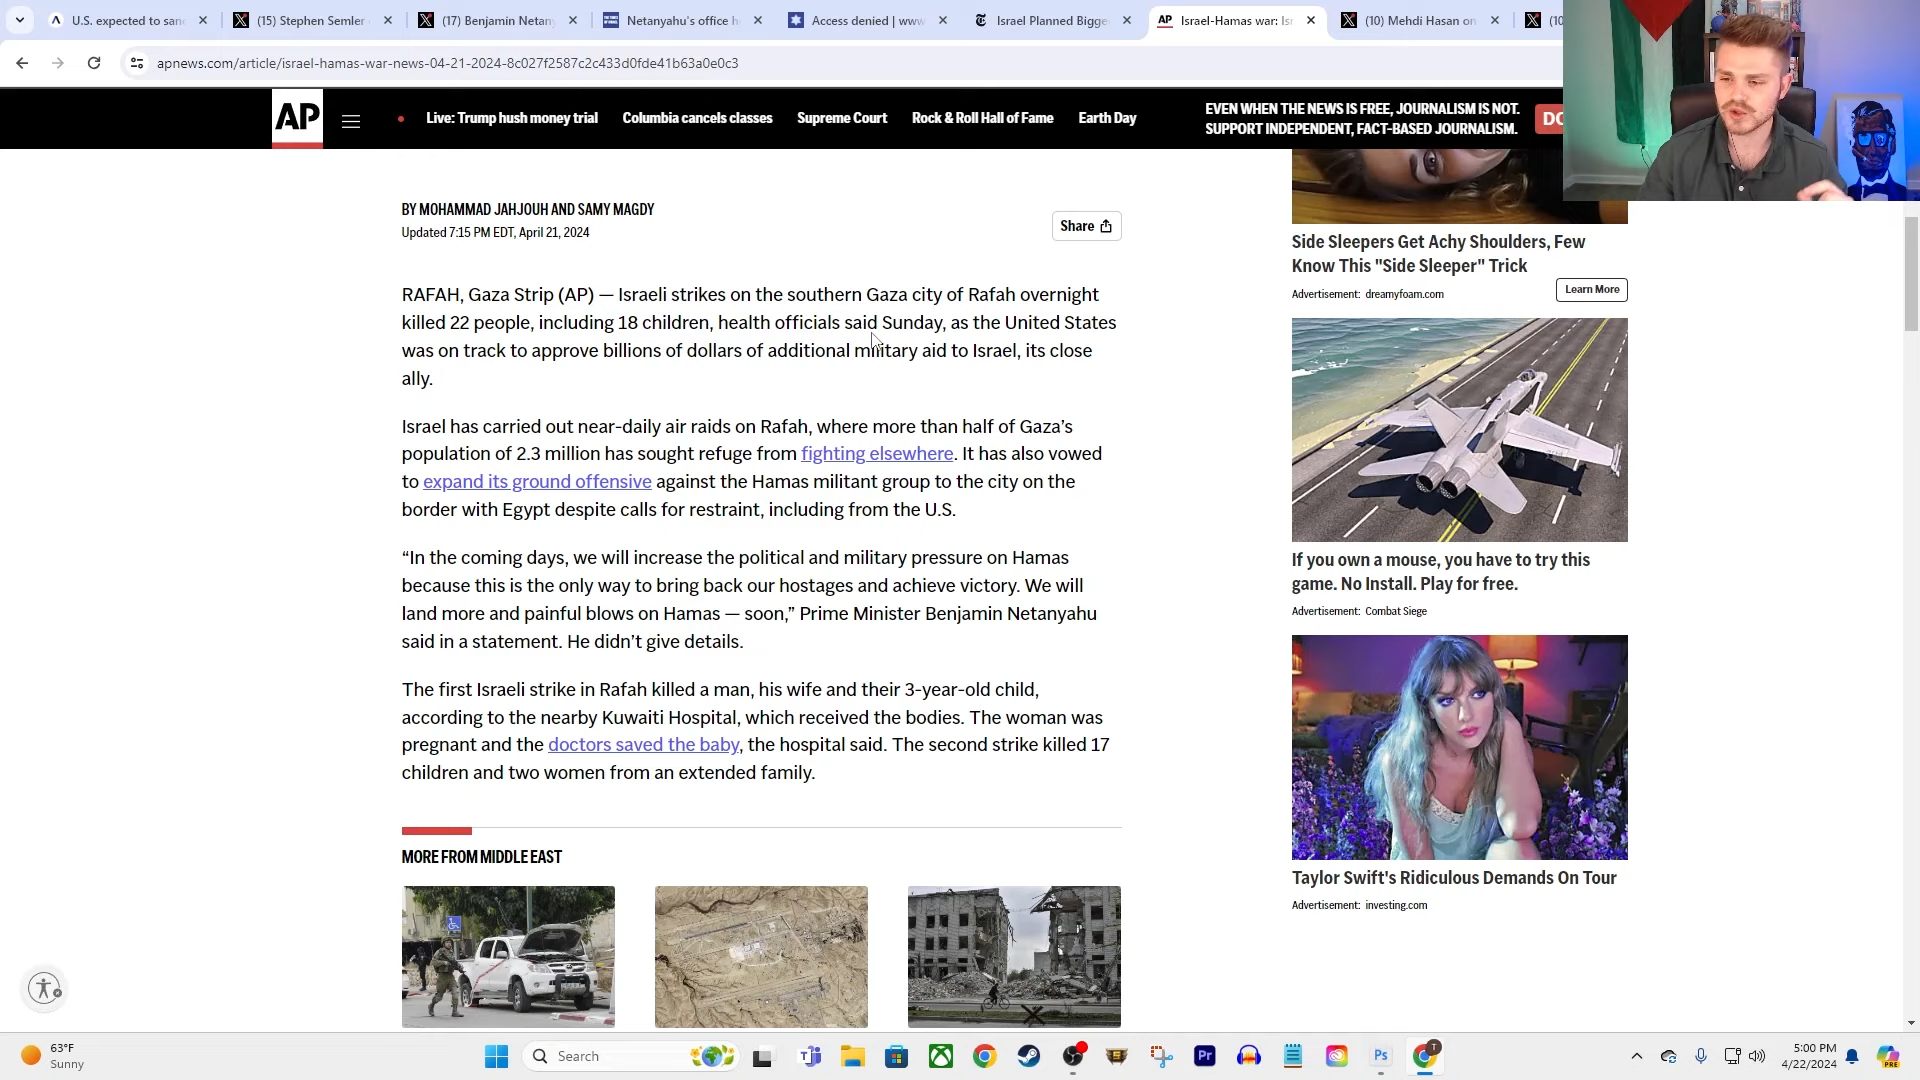 U.S. expected to san
(15) Stephen Semler
(17) Benjamin Netan
Netanyahu's office h
Access denied | www
Israel Planned Bigge
AP Israel-Hamas war: Is
(10) Mehdi Hasan on
(10
apnews.com/article/israel-hamas-war-news-04-21-2024-8c027f2587c2c433d0fde41b63a0e0c3
AP
Live: Trump hush money trial
Columbia cancels classes
Supreme Court
Rock & Roll Hall of Fame
Earth Day
EVEN WHEN THE NEWS IS FREE, JOURNALISM IS NOT.
SUPPORT INDEPENDENT, FACT-BASED JOURNALISM.
DO
BY MOHAMMAD JAHJOUH AND SAMY MAGDY
Updated 7:15 PM EDT, April 21, 2024
Share
RAFAH, Gaza Strip (AP) — Israeli strikes on the southern Gaza city of Rafah overnight
killed 22 people, including 18 children, health officials said Sunday, as the United States
was on track to approve billions of dollars of additional military aid to Israel, its close
ally.
Israel has carried out near-daily air raids on Rafah, where more than half of Gaza's
population of 2.3 million has sought refuge from fighting elsewhere. It has also vowed
to expand its ground offensive against the Hamas militant group to the city on the
border with Egypt despite calls for restraint, including from the U.S.
“In the coming days, we will increase the political and military pressure on Hamas
because this is the only way to bring back our hostages and achieve victory. We will
land more and painful blows on Hamas — soon,” Prime Minister Benjamin Netanyahu
said in a statement. He didn’t give details.
The first Israeli strike in Rafah killed a man, his wife and their 3-year-old child,
according to the nearby Kuwaiti Hospital, which received the bodies. The woman was
pregnant and the doctors saved the baby, the hospital said. The second strike killed 17
children and two women from an extended family.
MORE FROM MIDDLE EAST
Side Sleepers Get Achy Shoulders, Few
Know This "Side Sleeper" Trick
Advertisement: dreamyfoam.com
Learn More
If you own a mouse, you have to try this
game. No Install. Play for free.
Advertisement: Combat Siege
Taylor Swift's Ridiculous Demands On Tour
Advertisement: investing.com
63°F
Sunny
Search
Pr
Ps
T
5:00 PM
4/22/2024
PRE